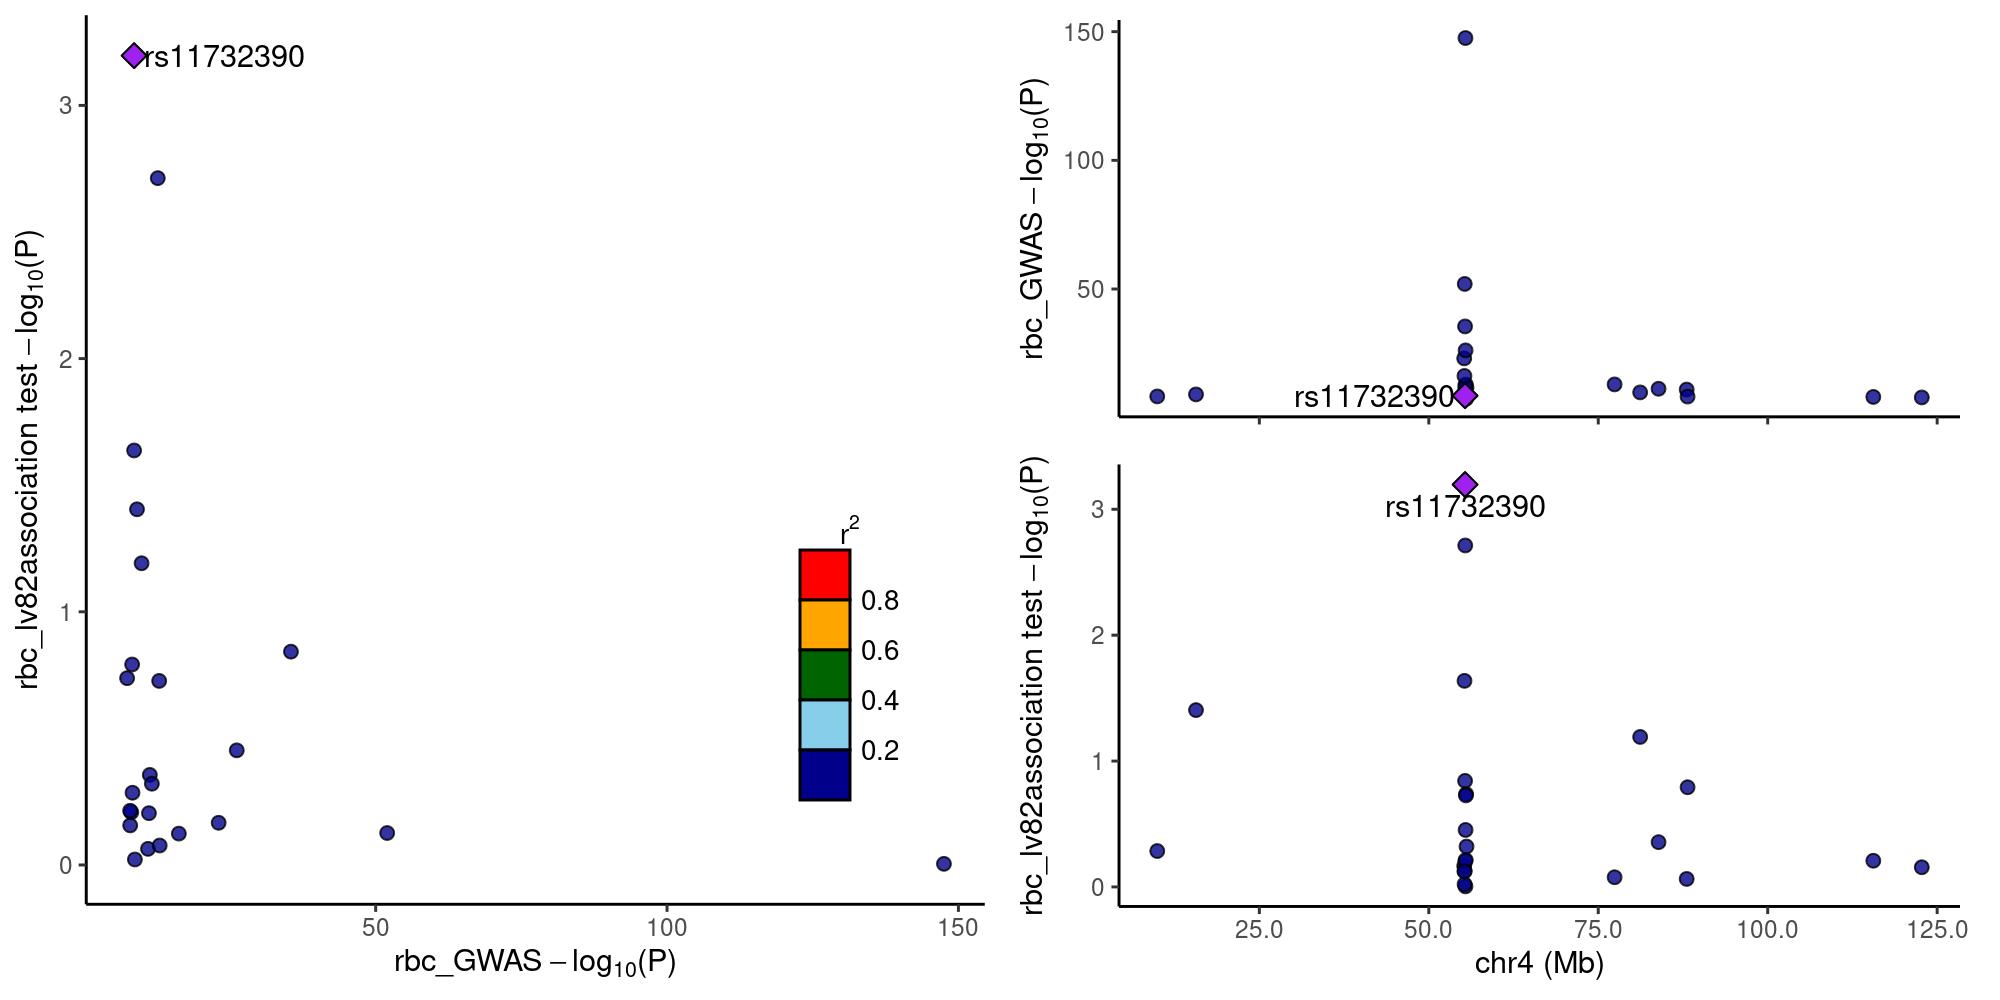 rs11732390
3
2
1
0
rbc_lv82association test −log10(P)
50
100
150
rbc_GWAS −log10(P)
r2
0.8
0.6
0.4
0.2
150
100
50
rbc_GWAS −log10(P)
rs11732390
3
2
1
0
rbc_lv82association test −log10(P)
rs11732390
25.0
50.0
75.0
100.0
125.0
chr4 (Mb)